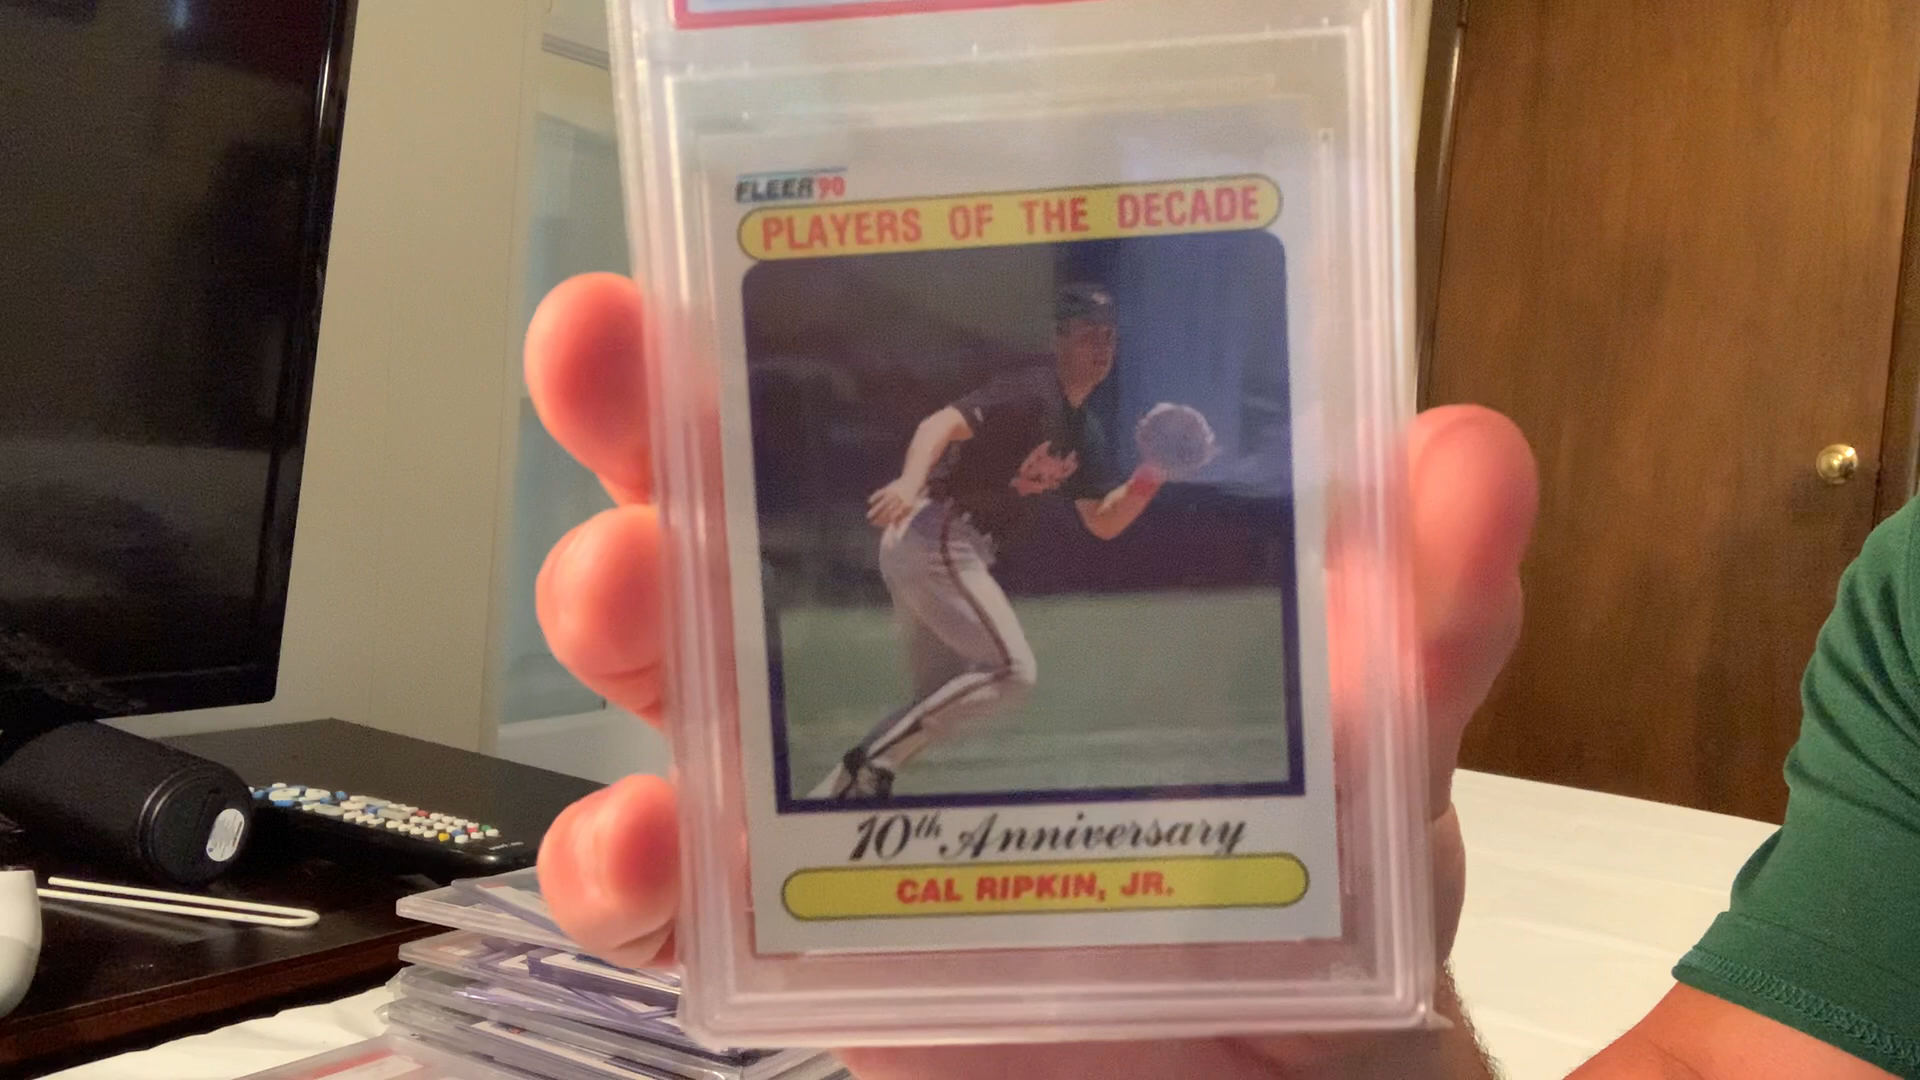 FLEER'90
PLAYERS OF THE DECADE
10th Anniversary
CAL RIPKIN, JR.